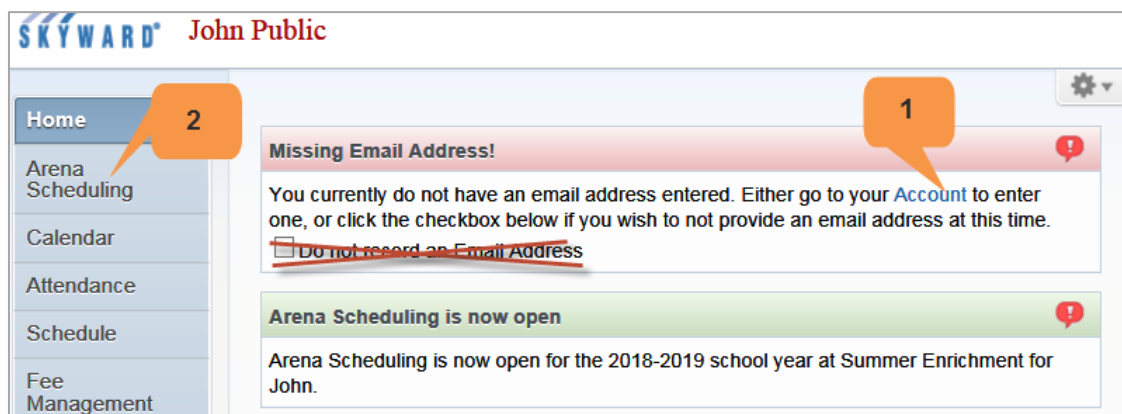 SKYWARD® John Public
Home
2
Arena
Scheduling
Calendar
Attendance
Schedule
Fee
Management
1
Missing Email Address!
You currently do not have an email address entered. Either go to your Account to enter
one, or click the checkbox below if you wish to not provide an email address at this time.
Do not record an Email Address
Arena Scheduling is now open
Arena Scheduling is now open for the 2018-2019 school year at Summer Enrichment for
John.